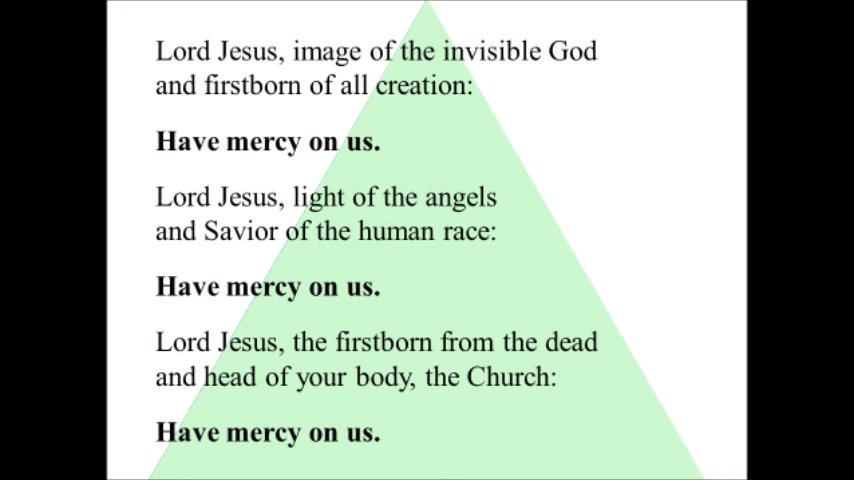 Lord Jesus, image of the invisible God
and firstborn of all creation:
Have mercy on us.
Lord Jesus, light of the angels
and Savior of the human race:
Have mercy on us.
Lord Jesus, the firstborn from the dead
and head of your body, the Church:
Have mercy on us.